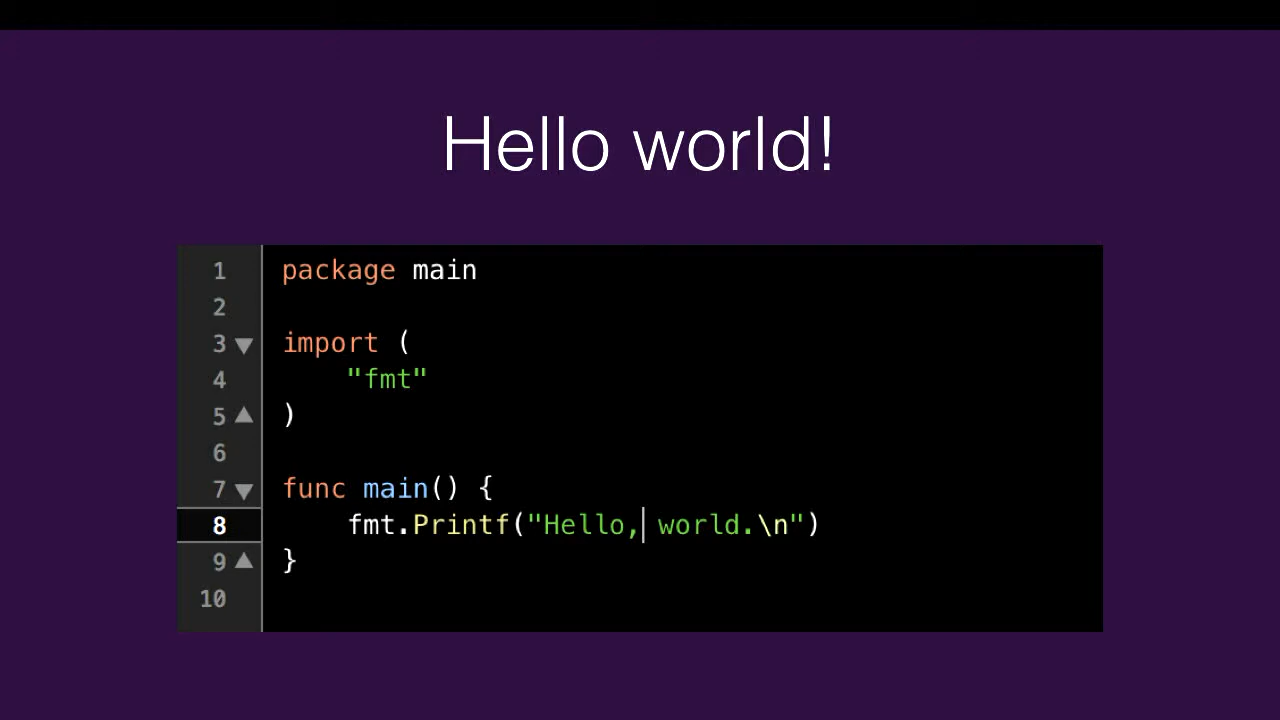 Hello world!
1 package main
2
3 import (
4     "fmt"
5 )
6
7 func main() {
8     fmt.Printf("Hello, world.\n")
9 }
10